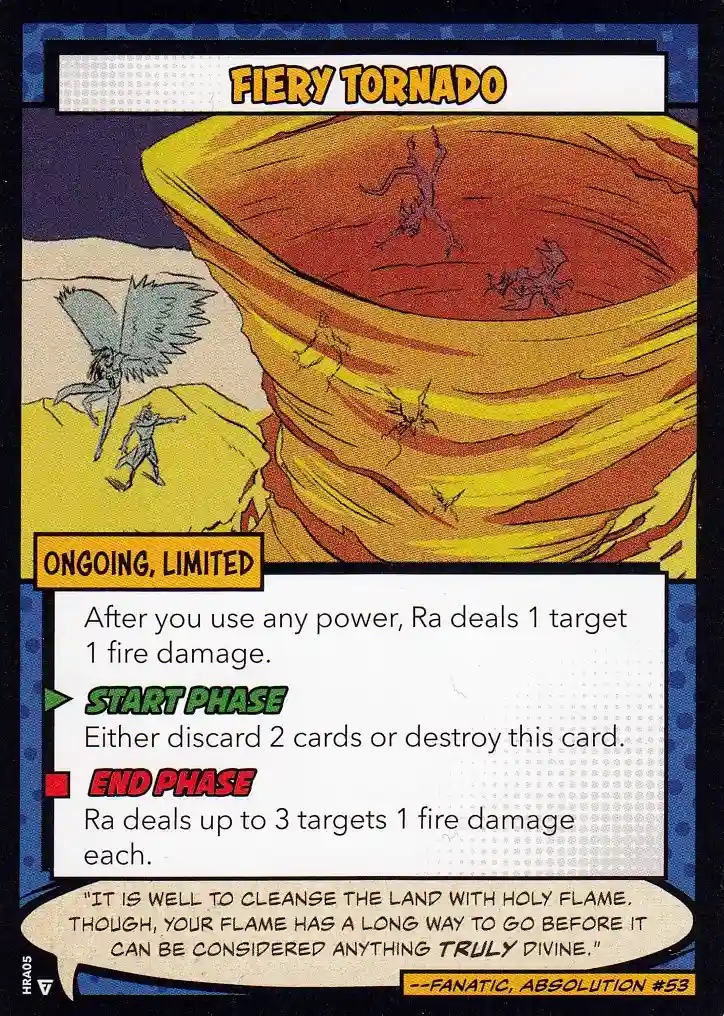 FIERY TORNADO
ONGOING, LIMITED
After you use any power, Ra deals 1 target
1 fire damage.
START PHASE
Either discard 2 cards or destroy this card.
END PHASE
Ra deals up to 3 targets 1 fire damage
each.
"IT IS WELL TO CLEANSE THE LAND WITH HOLY FLAME.
THOUGH, YOUR FLAME HAS A LONG WAY TO GO BEFORE IT
CAN BE CONSIDERED ANYTHING TRULY DIVINE."
--FANATIC, ABSOLUTION #53
HRA05